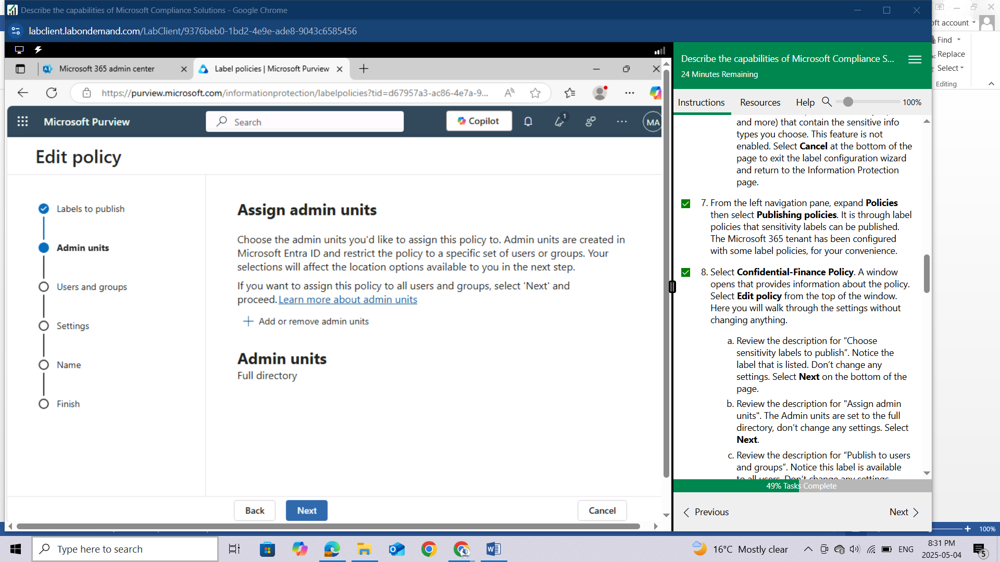 Describe the capabilities of Microsoft Compliance Solutions - Google Chrome
labclient.labondemand.com/LabClient/9376beb0-1bd2-4e9e-ade8-9043c6585456
Microsoft 365 admin center
Label policies | Microsoft Purview
https://purview.microsoft.com/informationprotection/labelpolicies?tid=d67957a3-ac86-4e7a-9...
Microsoft Purview
Search
Copilot
1
MA
Edit policy
Labels to publish
Admin units
Users and groups
Settings
Name
Finish
Assign admin units
Choose the admin units you'd like to assign this policy to. Admin units are created in
Microsoft Entra ID and restrict the policy to a specific set of users or groups. Your
selections will affect the location options available to you in the next step.
If you want to assign this policy to all users and groups, select 'Next' and
proceed. Learn more about admin units
Add or remove admin units
Admin units
Full directory
Back
Next
Cancel
Describe the capabilities of Microsoft Compliance S...
24 Minutes Remaining
Instructions
Resources
Help
100%
and more) that contain the sensitive info
types you choose. This feature is not
enabled. Select Cancel at the bottom of the
page to exit the label configuration wizard
and return to the Information Protection
page.
7. From the left navigation pane, expand Policies
then select Publishing policies. It is through label
policies that sensitivity labels can be published.
The Microsoft 365 tenant has been configured
with some label policies, for your convenience.
8. Select Confidential-Finance Policy. A window
opens that provides information about the policy.
Select Edit policy from the top of the window.
Here you will walk through the settings without
changing anything.
a. Review the description for “Choose
sensitivity labels to publish”. Notice the
label that is listed. Don’t change any
settings. Select Next on the bottom of the
page.
b. Review the description for "Assign admin
units". The Admin units are set to the full
directory, don't change any settings. Select
Next.
c. Review the description for “Publish to users
and groups”. Notice this label is available
to all users. Don’t change any settings.
49% Tasks Complete
Previous
Next
oft account
Find
Replace
Select
Editing
100%
Type here to search
16°C Mostly clear
ENG
8:31 PM
2025-05-04
5